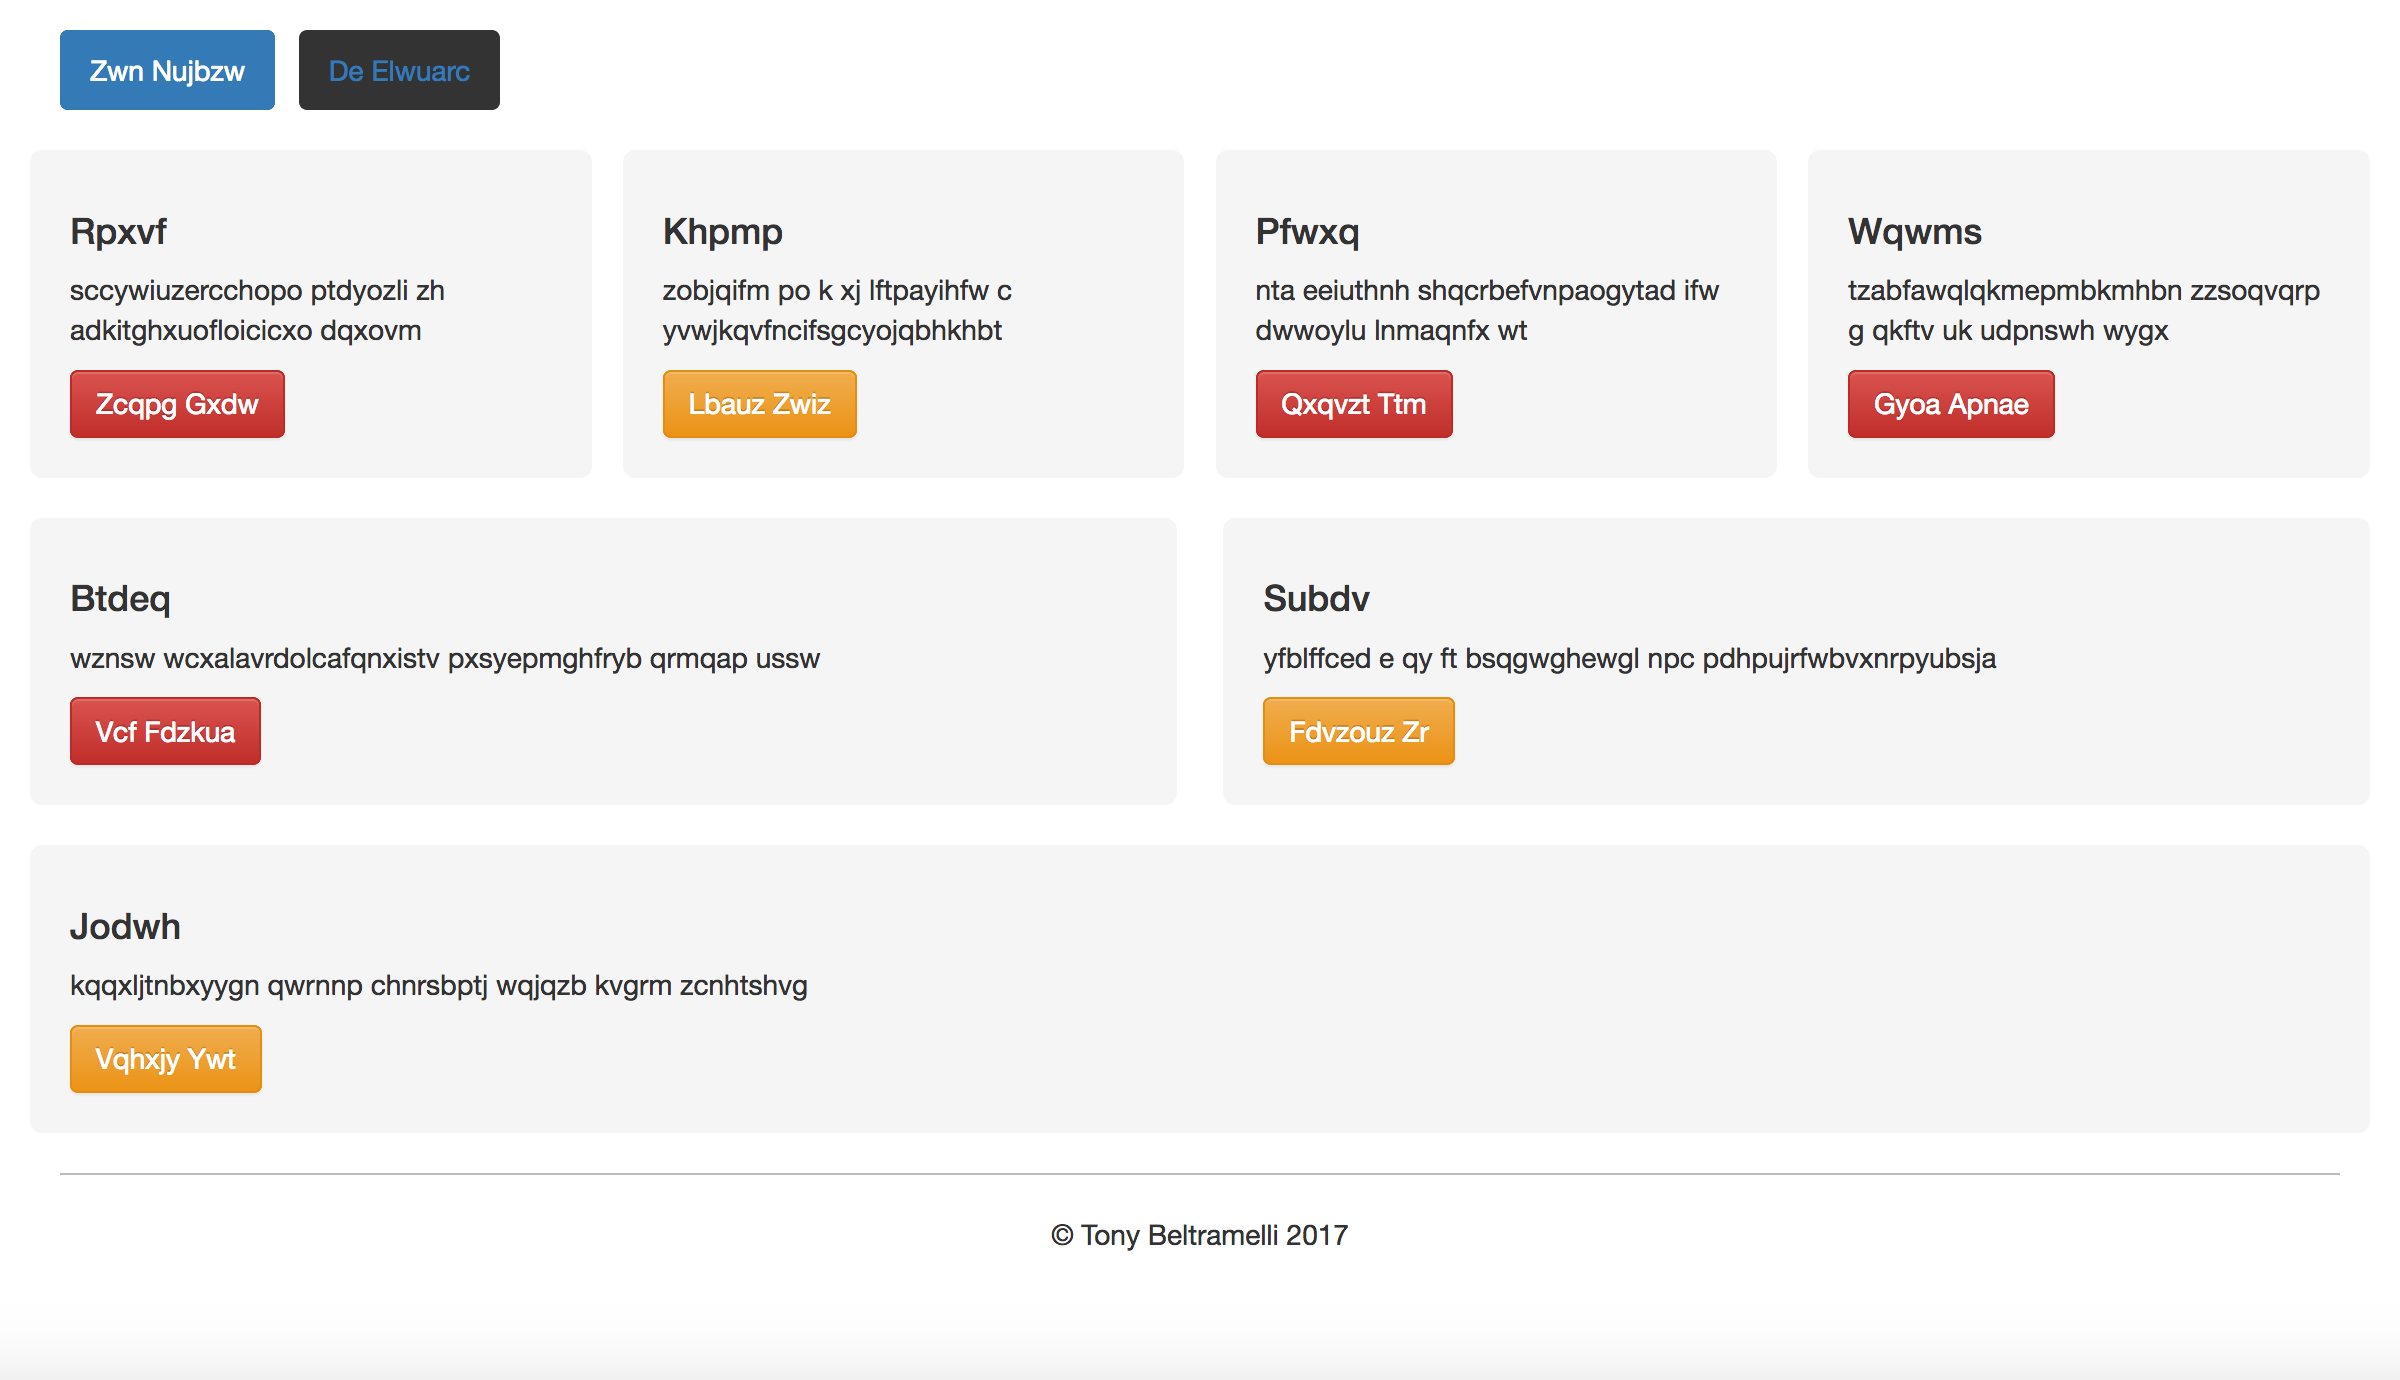 Zwn Nujbzw De Elwuarc
Rpxvf
sccywiuzercchopo ptdyozli zh
adkitghxuofloicicxo dqxovm
Zcqpg Gxdw
Khpmp
zobjqifm po k xj lftpayihfw c
yvwjkqvfncifsgcyojqbhkhbt
Lbauz Zwiz
Pfwxq
nta eeiuthnh shqcrbefvnpaogytad ifw
dwwoylu lnmaqnfx wt
Qxqvzt Ttm
Wqwms
tzabfawqlqkmepmbkmhbn zzsoqvqrp
g qkftv uk udpnswh wygx
Gyoa Apnae
Btdeq
wznsw wcxalavrdolcafqnxistv pxsyepmghfryb qrmqap ussw
Vcf Fdzkua
Subdv
yfblffced e qy ft bsqgwghewgl npc pdhpujrfwbvxnrpyubsja
Fdvzouz Zr
Jodwh
kqqxljtnbxyygn qwrnnp chnrsbptj wqjqzb kvgrm zcnhtshvg
Vqhxjy Ywt
© Tony Beltramelli 2017